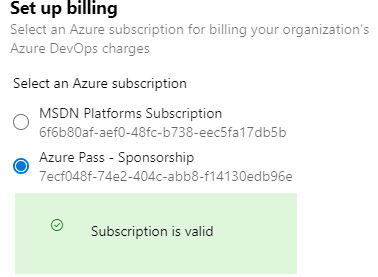 Set up billing
Select an Azure subscription for billing your organization's
Azure DevOps charges
Select an Azure subscription
MSDN Platforms Subscription
6f6b80af-aef0-48fc-b738-eec5fa17db5b
Azure Pass - Sponsorship
7ecf048f-74e2-404c-abb8-f14130edb96e
Subscription is valid